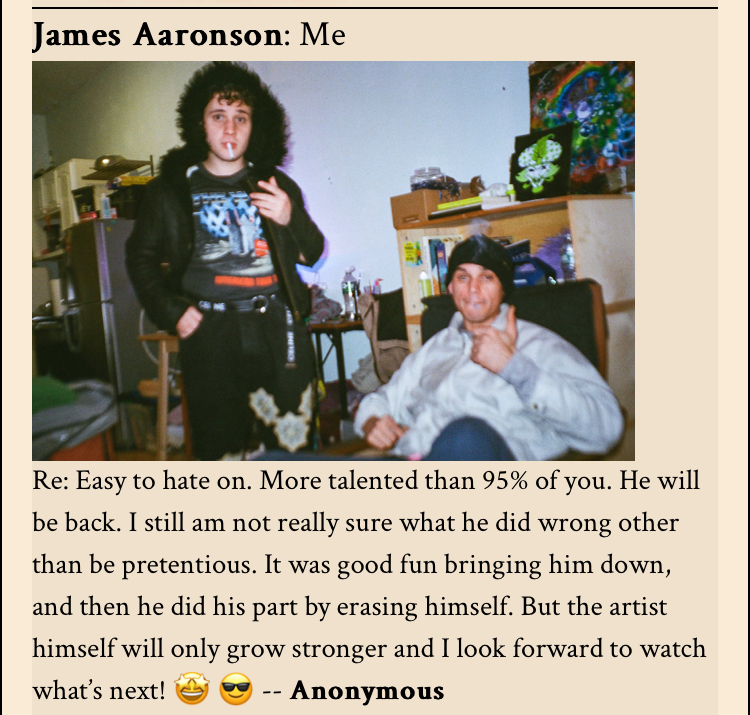 James Aaronson: Me
Re: Easy to hate on. More talented than 95% of you. He will
be back. I still am not really sure what he did wrong other
than be pretentious. It was good fun bringing him down,
and then he did his part by erasing himself. But the artist
himself will only grow stronger and I look forward to watch
what’s next! 🤩 😎 -- Anonymous